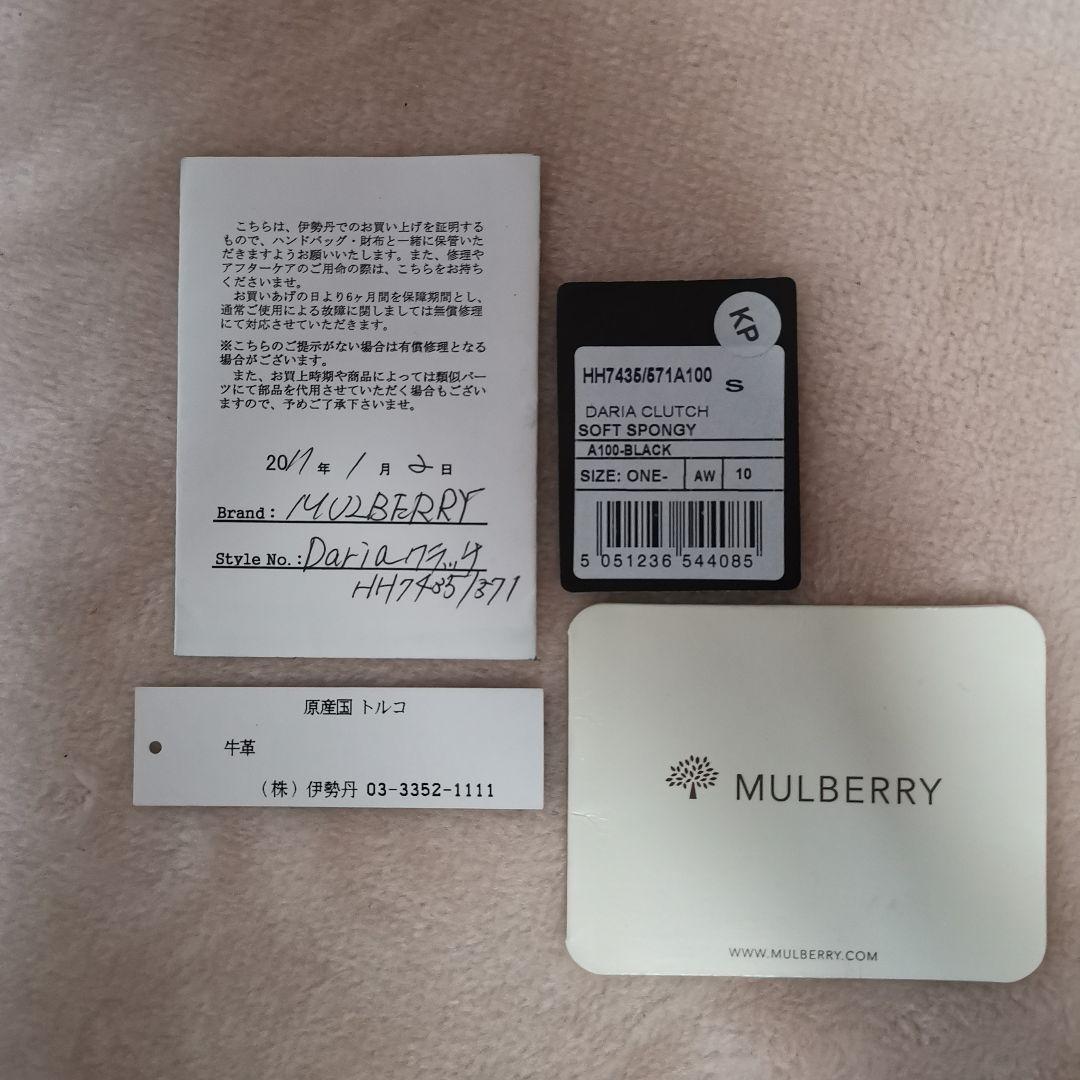 こちらは、伊勢丹でのお買い上げを証明する
もので、ハンドバッグ・財布と一緒に保管いた
だきますようお願いいたします。また、修理や
アフターケアのご用命の際は、こちらをお持ち
くださいませ。
お買いあげの日より6ヶ月間を保障期間とし、
通常ご使用による故障に関しましては無償修理
にて対応させていただきます。
※こちらのご提示がない場合は有償修理となる
場合がございます。
また、お買上時期や商品によっては類似パー
ツにて部品を代用させていただく場合もござい
ますので、予めご了承下さいませ。
2017年 1月 2日
Brand: MULBERRY
Style No.: Daria クラッチ
HH7435/371
KP
HH7435/571A100 S
DARIA CLUTCH
SOFT SPONGY
A100-BLACK
SIZE: ONE- AW 10
5 051236 544085
原産国 トルコ
牛革
（株）伊勢丹 03-3352-1111
MULBERRY
WWW.MULBERRY.COM